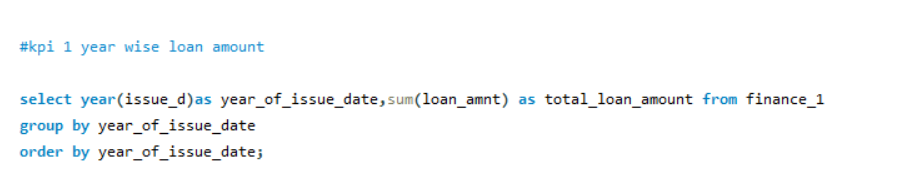 #kpi 1 year wise loan amount
select year(issue_d)as year_of_issue_date,sum(loan_amnt) as total_loan_amount from finance_1
group by year_of_issue_date
order by year_of_issue_date;